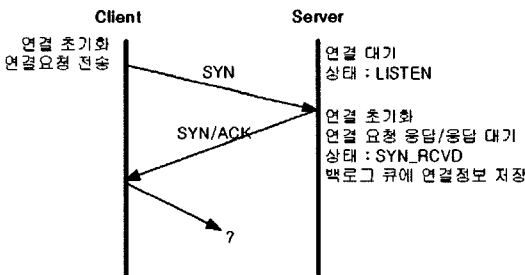 Client
Server
연결 초기화
연결요청 전송
SYN
연결 대기
상태 : LISTEN
연결 초기화
연결 요청 응답/응답 대기
상태 : SYN_RCVD
백로그 큐에 연결정보 저장
SYN/ACK
?